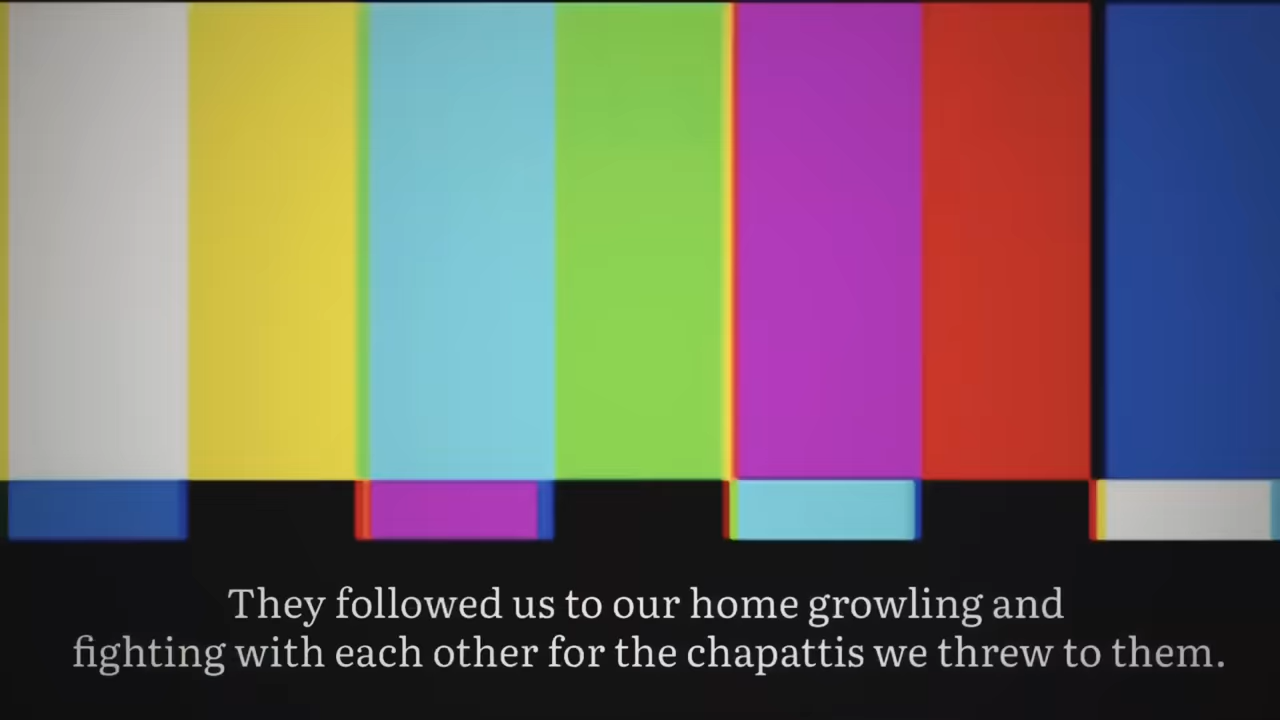 They followed us to our home growling and
fighting with each other for the chapattis we threw to them.